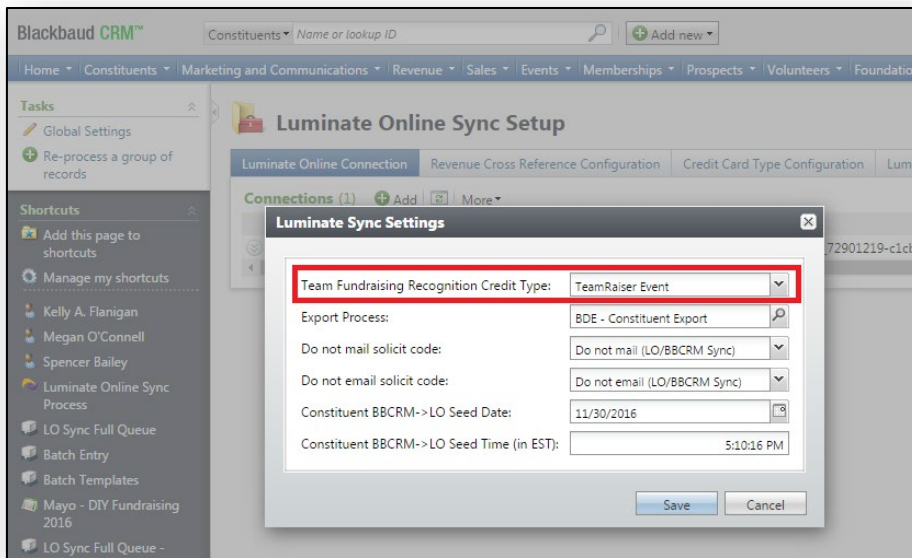 Blackbaud CRM™
Constituents Name or lookup ID
Add new
Home Constituents Marketing and Communications Revenue Sales Events Memberships Prospects Volunteers Foundatio
Tasks
Global Settings
Re-process a group of
records
Shortcuts
Add this page to
shortcuts
Manage my shortcuts
Kelly A. Flanigan
Megan O'Connell
Spencer Bailey
Luminate Online Sync
Process
LO Sync Full Queue
Batch Entry
Batch Templates
Mayo - DIY Fundraising
2016
LO Sync Full Queue -
Luminate Online Sync Setup
Luminate Online Connection Revenue Cross Reference Configuration Credit Card Type Configuration Lum
Connections (1) Add More
_72901219-c1cb
Luminate Sync Settings
Team Fundraising Recognition Credit Type: TeamRaiser Event
Export Process: BDE - Constituent Export
Do not mail solicit code: Do not mail (LO/BBCRM Sync)
Do not email solicit code: Do not email (LO/BBCRM Sync)
Constituent BBCRM->LO Seed Date: 11/30/2016
Constituent BBCRM->LO Seed Time (in EST): 5:10:16 PM
Save Cancel